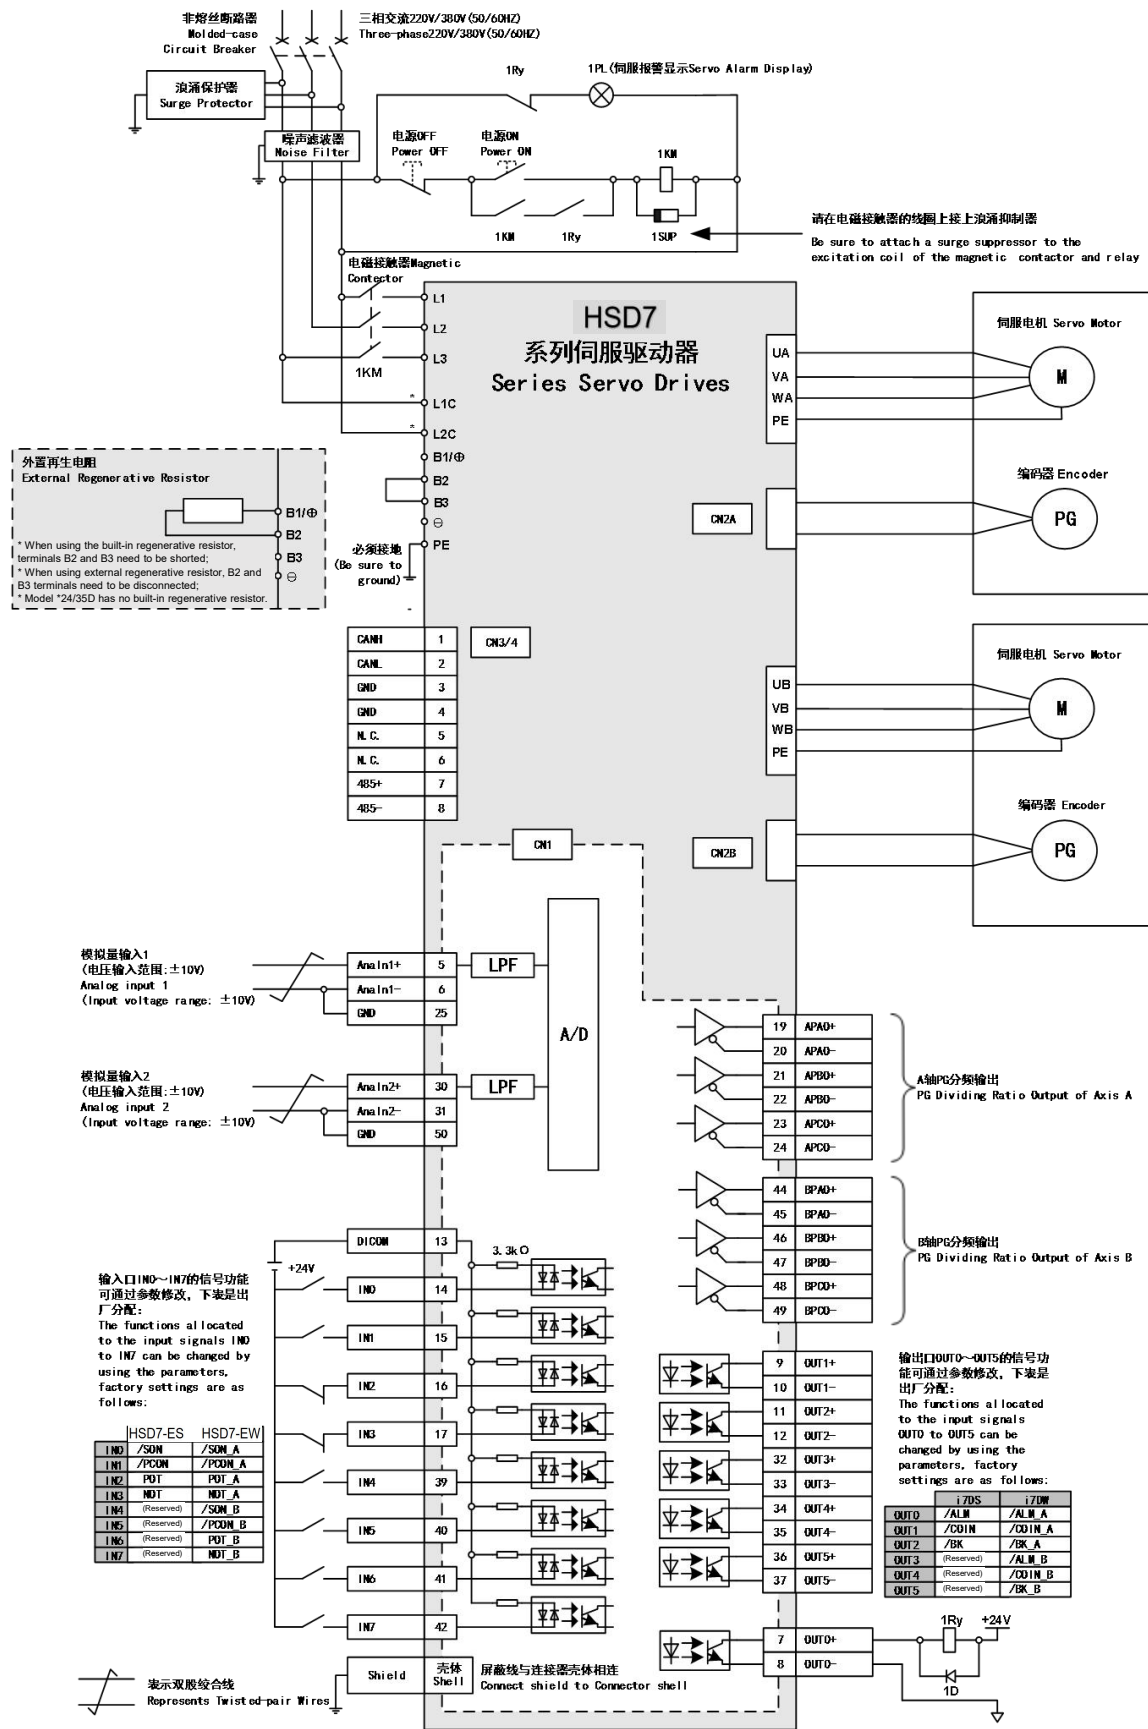 非熔丝断路器
Molded-case
Circuit Breaker
三相交流220V/380V(50/60HZ)
Three-phase220V/380V(50/60HZ)
浪涌保护器
Surge Protector
噪声滤波器
Noise Filter
1Ry
1PL(伺服报警显示Servo Alarm Display)
电源OFF
Power OFF
电源ON
Power ON
1KM
1KM
1Ry
1SUP
请在电磁接触器的线圈上接上浪涌抑制器
Be sure to attach a surge suppressor to the
excitation coil of the magnetic contactor and relay
电磁接触器Magnetic
Contector
1KM
L1
L2
L3
* L1C
* L2C
B1/⊕
B2
B3
⊖
PE
必须接地
(Be sure to
ground)
HSD7
系列伺服驱动器
Series Servo Drives
外置再生电阻
External Regenerative Resistor
B1/⊕
B2
B3
⊖
* When using the built-in regenerative resistor,
terminals B2 and B3 need to be shorted;
* When using external regenerative resistor, B2 and
B3 terminals need to be disconnected;
* Model *24/35D has no built-in regenerative resistor.
UA
VA
WA
PE
伺服电机 Servo Motor
M
CN2A
编码器 Encoder
PG
CANH 1
CANL 2
GND 3
GND 4
N.C. 5
N.C. 6
485+ 7
485- 8
CN3/4
UB
VB
WB
PE
伺服电机 Servo Motor
M
CN2B
编码器 Encoder
PG
CN1
模拟量输入1
(电压输入范围:±10V)
Analog input 1
(Input voltage range: ±10V)
AnaIn1+ 5
AnaIn1- 6
GND 25
LPF
A/D
模拟量输入2
(电压输入范围:±10V)
Analog input 2
(Input voltage range: ±10V)
AnaIn2+ 30
AnaIn2- 31
GND 50
LPF
19 APAO+
20 APAO-
21 APBO+
22 APBO-
23 APCO+
24 APCO-
A轴PG分频输出
PG Dividing Ratio Output of Axis A
44 BPAO+
45 BPAO-
46 BPBO+
47 BPBO-
48 BPCO+
49 BPCO-
B轴PG分频输出
PG Dividing Ratio Output of Axis B
+24V
DICOM 13
3.3kΩ
IN0 14
IN1 15
IN2 16
IN3 17
IN4 39
IN5 40
IN6 41
IN7 42
输入口IN0~IN7的信号功能
可通过参数修改，下表是出
厂分配：
The functions allocated
to the input signals IN0
to IN7 can be changed by
using the parameters,
factory settings are as
follows:
HSD7-ES HSD7-EW
IN0 /SON /SON_A
IN1 /PCON /PCON_A
IN2 POT POT_A
IN3 NOT NOT_A
IN4 (Reserved) /SON_B
IN5 (Reserved) /PCON_B
IN6 (Reserved) POT_B
IN7 (Reserved) NOT_B
9 OUT1+
10 OUT1-
11 OUT2+
12 OUT2-
32 OUT3+
33 OUT3-
34 OUT4+
35 OUT4-
36 OUT5+
37 OUT5-
7 OUT0+
8 OUT0-
输出口OUT0~OUT5的信号功
能可通过参数修改，下表是
出厂分配：
The functions allocated
to the input signals
OUT0 to OUT5 can be
changed by using the
parameters, factory
settings are as follows:
i7DS i7DW
OUT0 /ALM /ALM_A
OUT1 /COIN /COIN_A
OUT2 /BK /BK_A
OUT3 (Reserved) /ALM_B
OUT4 (Reserved) /COIN_B
OUT5 (Reserved) /BK_B
1Ry +24V
1D
表示双股绞合线
Represents Twisted-pair Wires
Shield
壳体
Shell
屏蔽线与连接器壳体相连
Connect shield to Connector shell